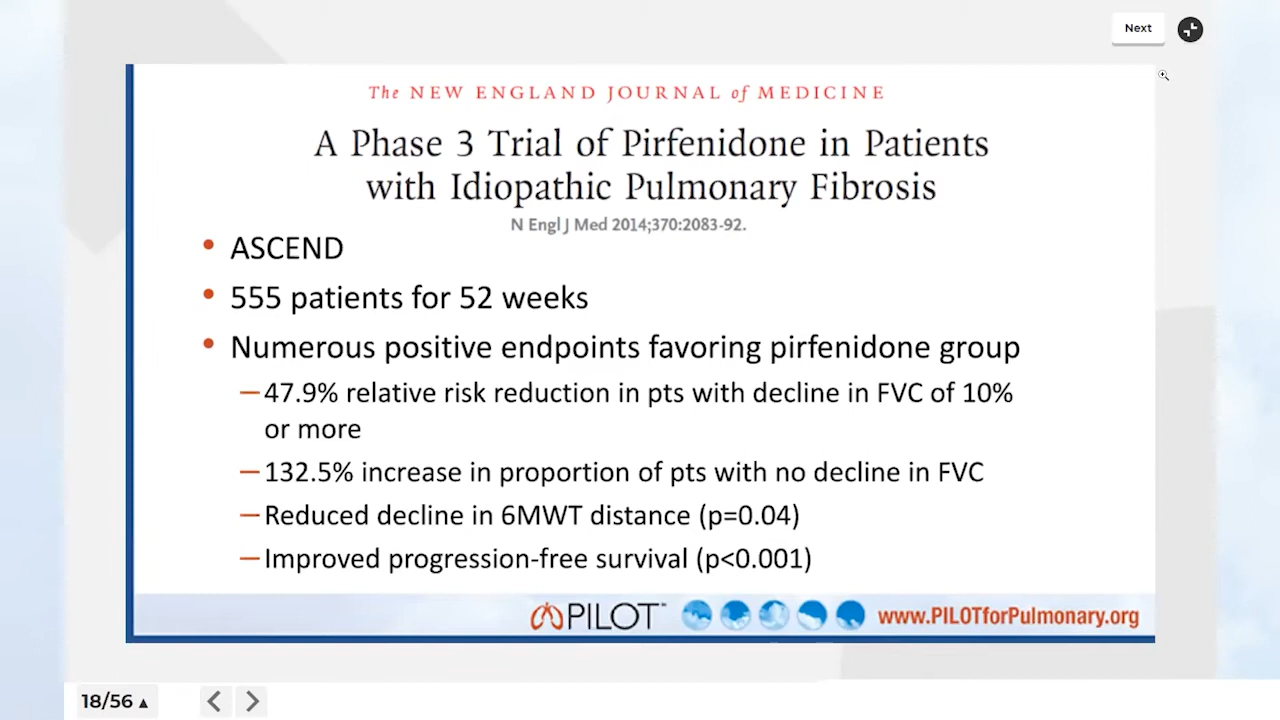 Next
The NEW ENGLAND JOURNAL of MEDICINE
A Phase 3 Trial of Pirfenidone in Patients
with Idiopathic Pulmonary Fibrosis
N Engl J Med 2014;370:2083-92.
• ASCEND
• 555 patients for 52 weeks
• Numerous positive endpoints favoring pirfenidone group
—47.9% relative risk reduction in pts with decline in FVC of 10%
or more
—132.5% increase in proportion of pts with no decline in FVC
—Reduced decline in 6MWT distance (p=0.04)
—Improved progression-free survival (p<0.001)
PILOT™ www.PILOTforPulmonary.org
18/56 ▲